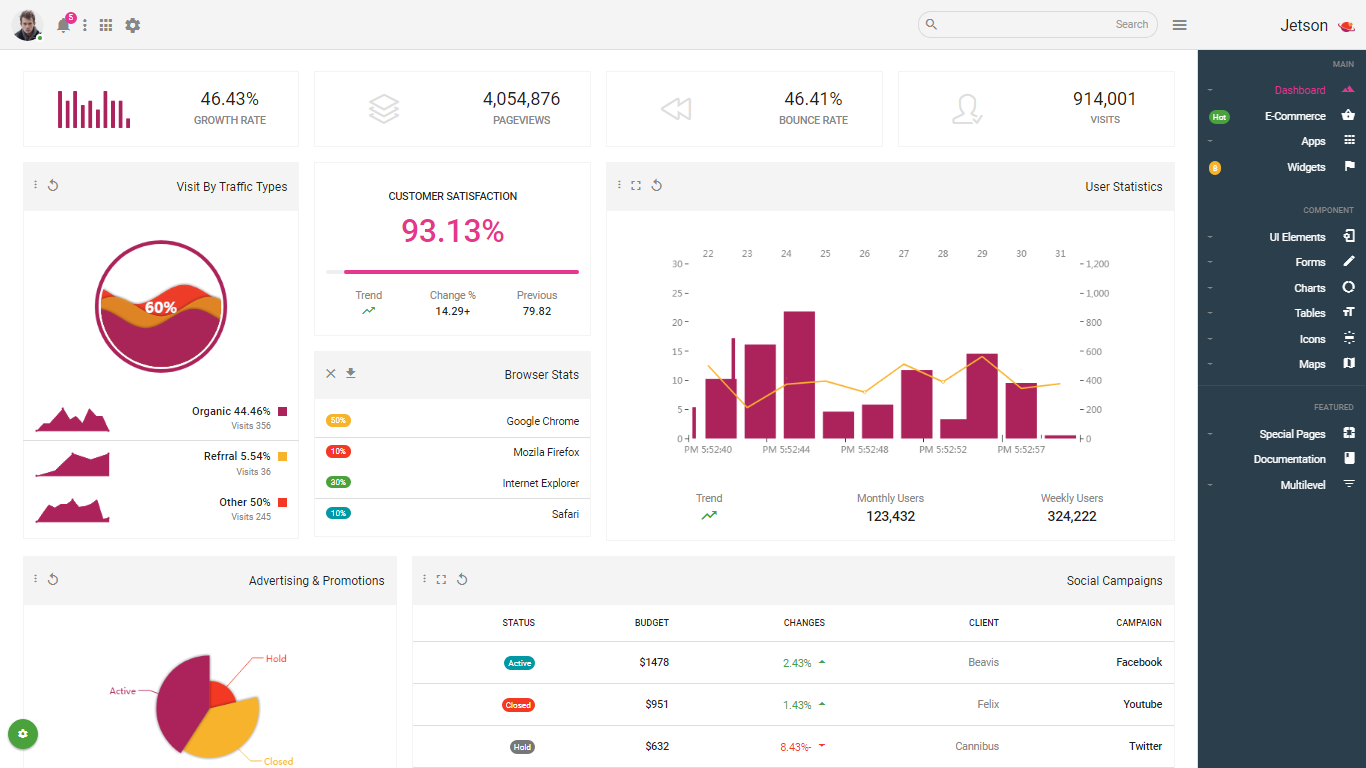 5
Search
Jetson
MAIN
Dashboard
Hot
E-Commerce
Apps
8
Widgets
COMPONENT
UI Elements
Forms
Charts
Tables
Icons
Maps
FEATURED
Special Pages
Documentation
Multilevel
46.43%
GROWTH RATE
4,054,876
PAGEVIEWS
46.41%
BOUNCE RATE
914,001
VISITS
Visit By Traffic Types
60%
Organic 44.46%
Visits 356
Refrral 5.54%
Visits 36
Other 50%
Visits 245
CUSTOMER SATISFACTION
93.13%
Trend Change % Previous
14.29+ 79.82
Browser Stats
50% Google Chrome
10% Mozila Firefox
30% Internet Explorer
10% Safari
User Statistics
22 23 24 25 26 27 28 29 30 31
30 1,200
25 1,000
20 800
15 600
10 400
5 200
0 0
PM 5:52:40 PM 5:52:44 PM 5:52:48 PM 5:52:52 PM 5:52:57
Trend Monthly Users Weekly Users
123,432 324,222
Advertising & Promotions
Hold
Active
Closed
Social Campaigns
STATUS BUDGET CHANGES CLIENT CAMPAIGN
Active $1478 2.43% Beavis Facebook
Closed $951 1.43% Felix Youtube
Hold $632 8.43%- Cannibus Twitter